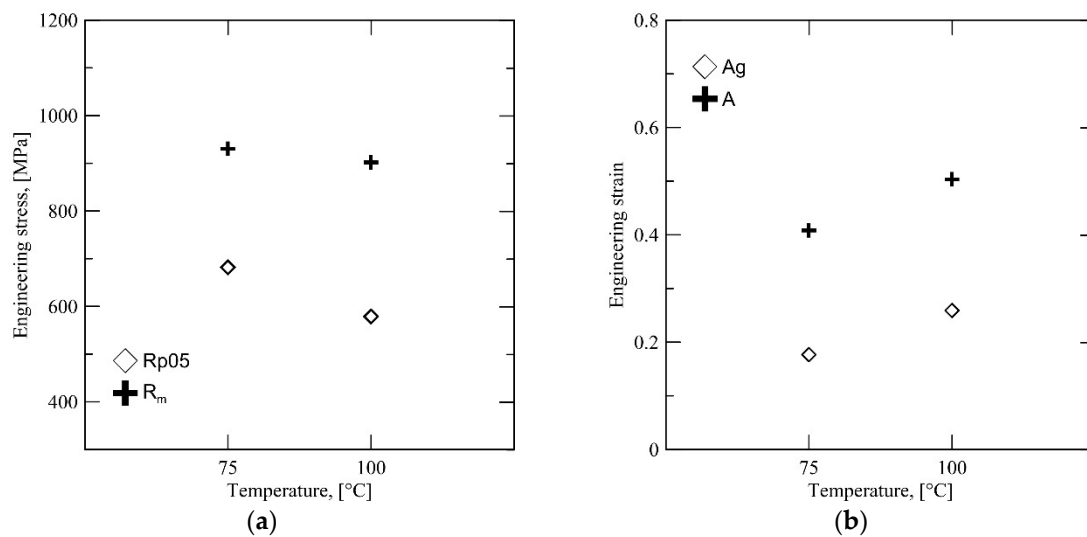 1200
1000
800
600
400
Engineering stress, [MPa]
Rp05
Rₘ
75 100
Temperature, [°C]
(a)
0.8
0.6
0.4
0.2
0
Engineering strain
Ag
A
75 100
Temperature, [°C]
(b)